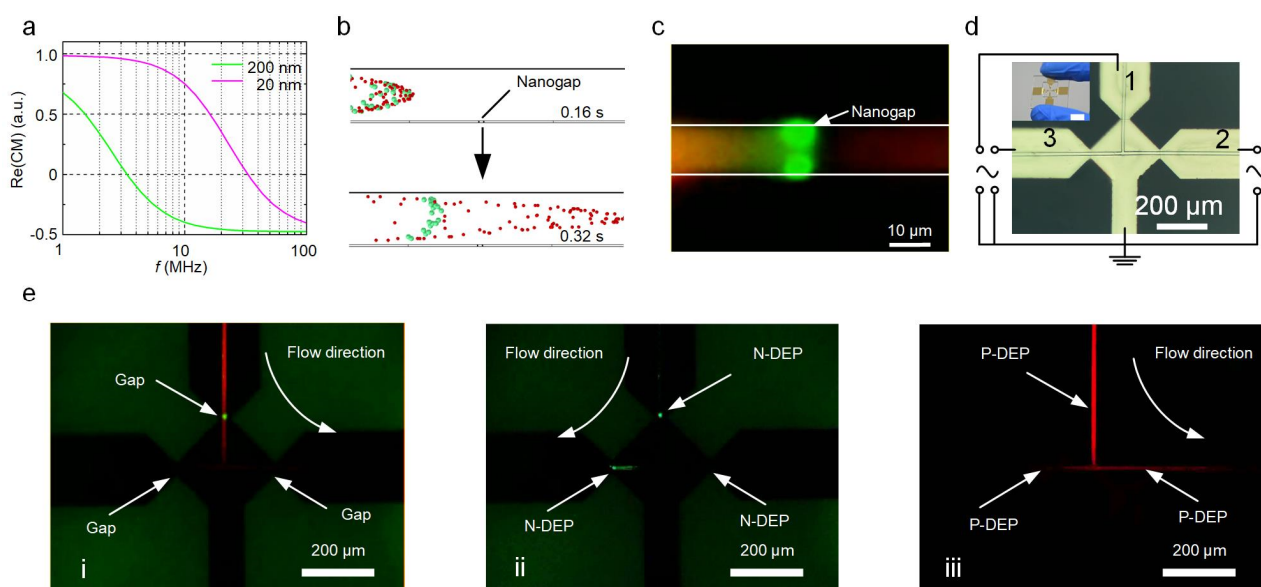 a
1.0
0.5
0
-0.5
1
10
100
Re(CM) (a.u.)
f (MHz)
200 nm
20 nm
b
Nanogap
0.16 s
0.32 s
c
Nanogap
10 µm
d
1
3
2
200 µm
e
Flow direction
Gap
Gap
Gap
200 µm
i
Flow direction
N-DEP
N-DEP
N-DEP
200 µm
ii
P-DEP
Flow direction
P-DEP
P-DEP
200 µm
iii